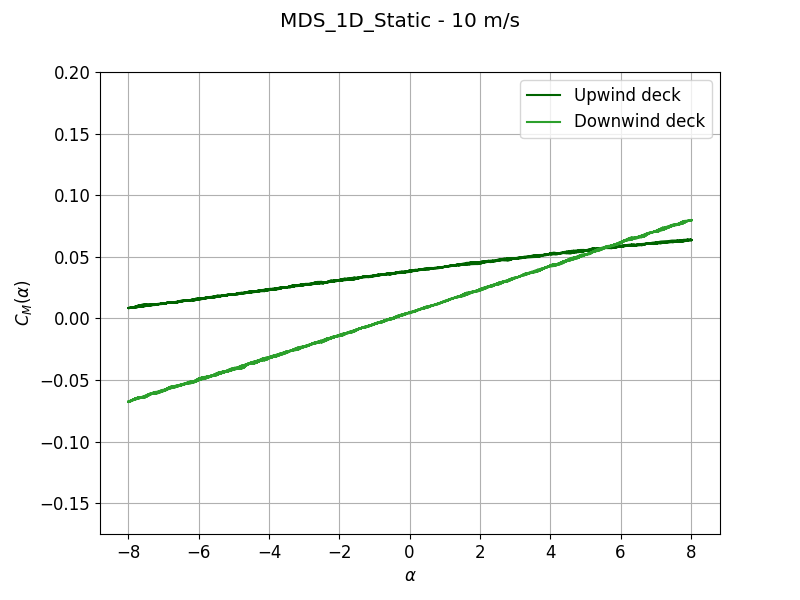 MDS_1D_Static - 10 m/s
Upwind deck
Downwind deck
0.20
0.15
0.10
0.05
0.00
−0.05
−0.10
−0.15
C_M(α)
−8 −6 −4 −2 0 2 4 6 8
α